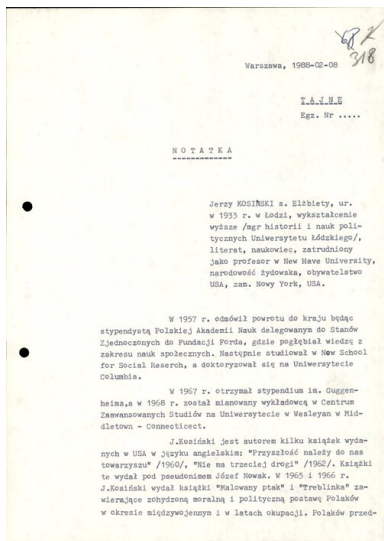 68 2
318
Warszawa, 1988-02-08
T A J N E
Egz. Nr .....
N O T A T K A
Jerzy KOSIŃSKI s. Elżbiety, ur.
w 1933 r. w Łodzi, wykształcenie
wyższe /mgr historii i nauk poli-
tycznych Uniwersytetu Łódzkiego/,
literat, naukowiec, zatrudniony
jako profesor w New Have University,
narodowość żydowska, obywatelstwo
USA, zam. Nowy York, USA.
W 1957 r. odmówił powrotu do kraju będąc
stypendystą Polskiej Akademii Nauk delegowanym do Stanów
Zjednoczonych do Fundacji Forda, gdzie pogłębiał wiedzę z
zakresu nauk społecznych. Następnie studiował w New School
for Social Reserch, a doktoryzował się na Uniwersytecie
Columbia.
W 1967 r. otrzymał stypendium im. Guggen-
heima,a w 1968 r. został mianowany wykładowcą w Centrum
Zaawansowanych Studiów na Uniwersytecie w Wesleyan w Mid-
dletown - Connecticect.
J.Kosiński jest autorem kilku książek wyda-
nych w USA w języku angielskim: "Przyszłość należy do nas
towarzyszu" /1960/, "Nie ma trzeciej drogi" /1962/. Książki
te wydał pod pseudonimem Józef Nowak. W 1965 i 1966 r.
J.Kosiński wydał książki "Malowany ptak" i "Treblinka" za-
wierające zohydzoną moralną i polityczną postawę Polaków
w okresie międzywojennym i w latach okupacji. Polaków przed-